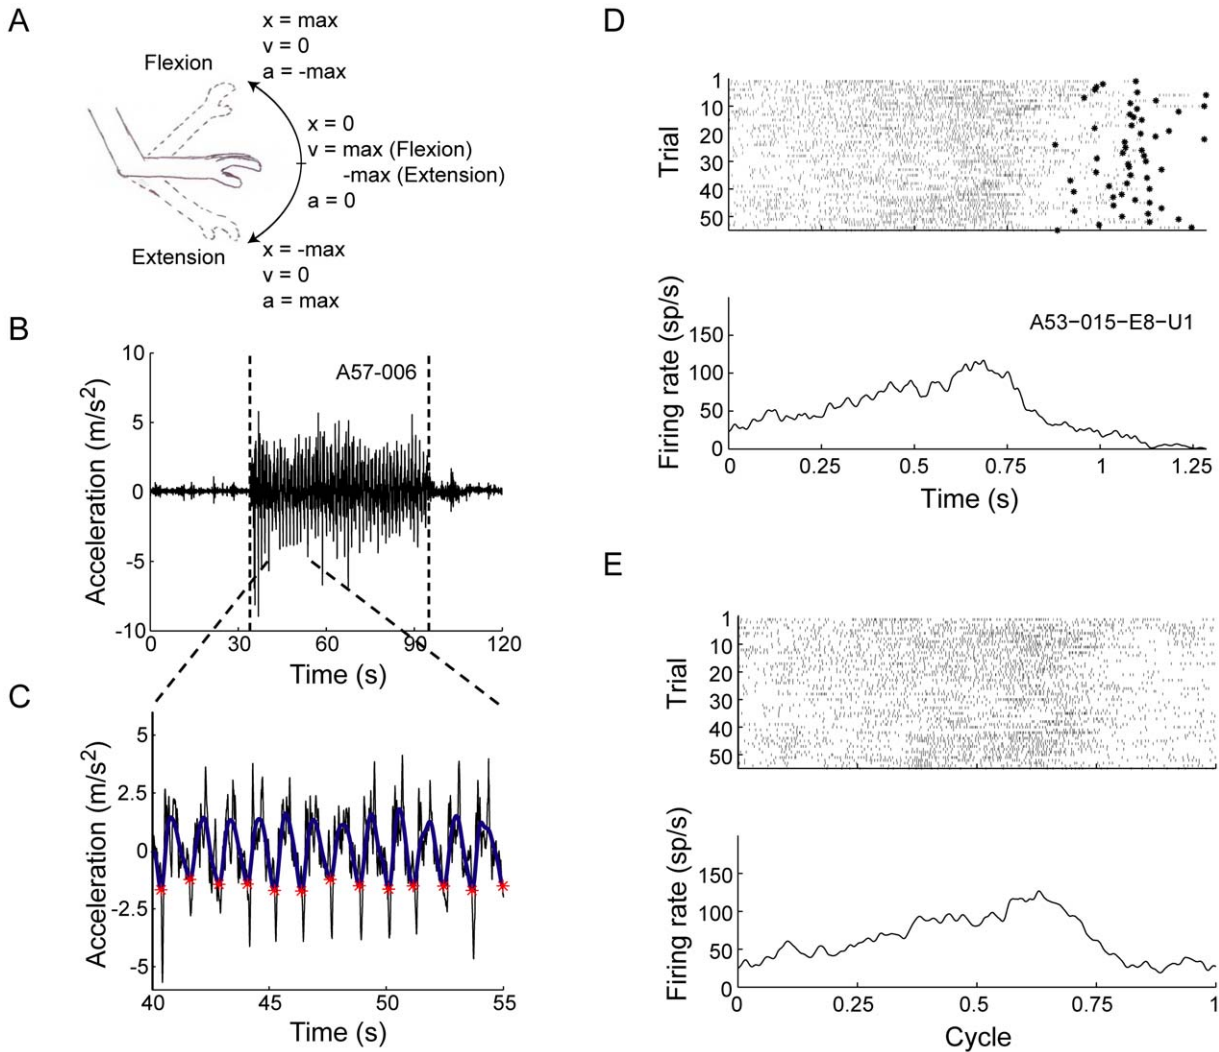 A
x = max
v = 0
a = -max
Flexion
x = 0
v = max (Flexion)
-max (Extension)
a = 0
Extension
x = -max
v = 0
a = max
B
A57-006
Acceleration (m/s²)
10
5
0
-5
-10
0 30 60 90 120
Time (s)
C
Acceleration (m/s²)
5
2.5
0
-2.5
-5
40 45 50 55
Time (s)
D
Trial
1
10
20
30
40
50
A53−015−E8−U1
Firing rate (sp/s)
150
100
50
0
0 0.25 0.5 0.75 1 1.25
Time (s)
E
Trial
1
10
20
30
40
50
Firing rate (sp/s)
150
100
50
0
0 0.25 0.5 0.75 1
Cycle